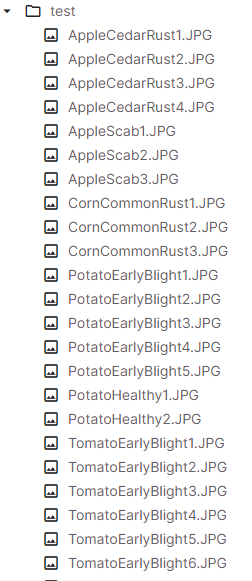 test
AppleCedarRust1.JPG
AppleCedarRust2.JPG
AppleCedarRust3.JPG
AppleCedarRust4.JPG
AppleScab1.JPG
AppleScab2.JPG
AppleScab3.JPG
CornCommonRust1.JPG
CornCommonRust2.JPG
CornCommonRust3.JPG
PotatoEarlyBlight1.JPG
PotatoEarlyBlight2.JPG
PotatoEarlyBlight3.JPG
PotatoEarlyBlight4.JPG
PotatoEarlyBlight5.JPG
PotatoHealthy1.JPG
PotatoHealthy2.JPG
TomatoEarlyBlight1.JPG
TomatoEarlyBlight2.JPG
TomatoEarlyBlight3.JPG
TomatoEarlyBlight4.JPG
TomatoEarlyBlight5.JPG
TomatoEarlyBlight6.JPG